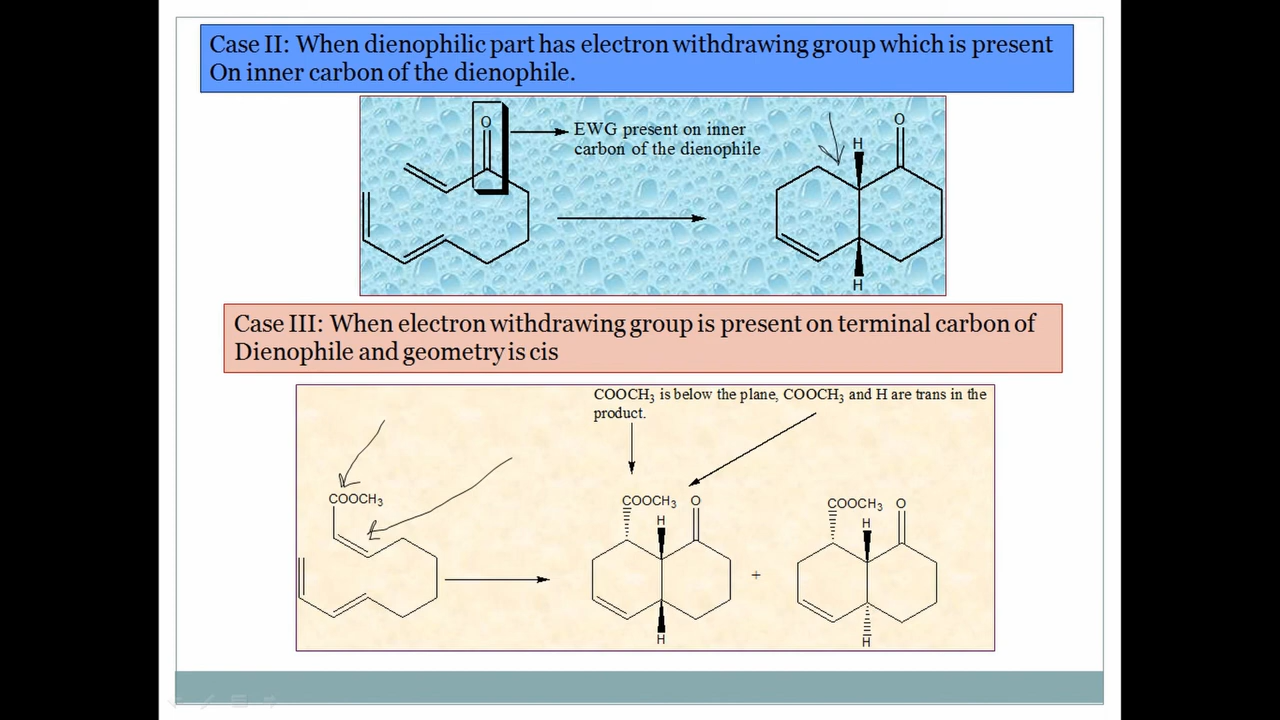 Case II: When dienophilic part has electron withdrawing group which is present
On inner carbon of the dienophile.
O
EWG present on inner
carbon of the dienophile
O
H
H
Case III: When electron withdrawing group is present on terminal carbon of
Dienophile and geometry is cis
COOCH₃ is below the plane, COOCH₃ and H are trans in the
product.
COOCH₃
COOCH₃ O
H
H
+
COOCH₃ O
H
H